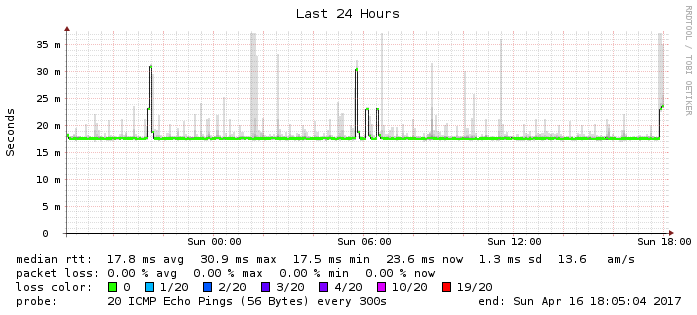 Last 24 Hours
RRDTOOL / TOBI OETIKER
Seconds
35 m
30 m
25 m
20 m
15 m
10 m
5 m
0
Sun 00:00 Sun 06:00 Sun 12:00 Sun 18:00
median rtt: 17.8 ms avg 30.9 ms max 17.5 ms min 23.6 ms now 1.3 ms sd 13.6 am/s
packet loss: 0.00 % avg 0.00 % max 0.00 % min 0.00 % now
loss color: 0 1/20 2/20 3/20 4/20 10/20 19/20
probe: 20 ICMP Echo Pings (56 Bytes) every 300s end: Sun Apr 16 18:05:04 2017